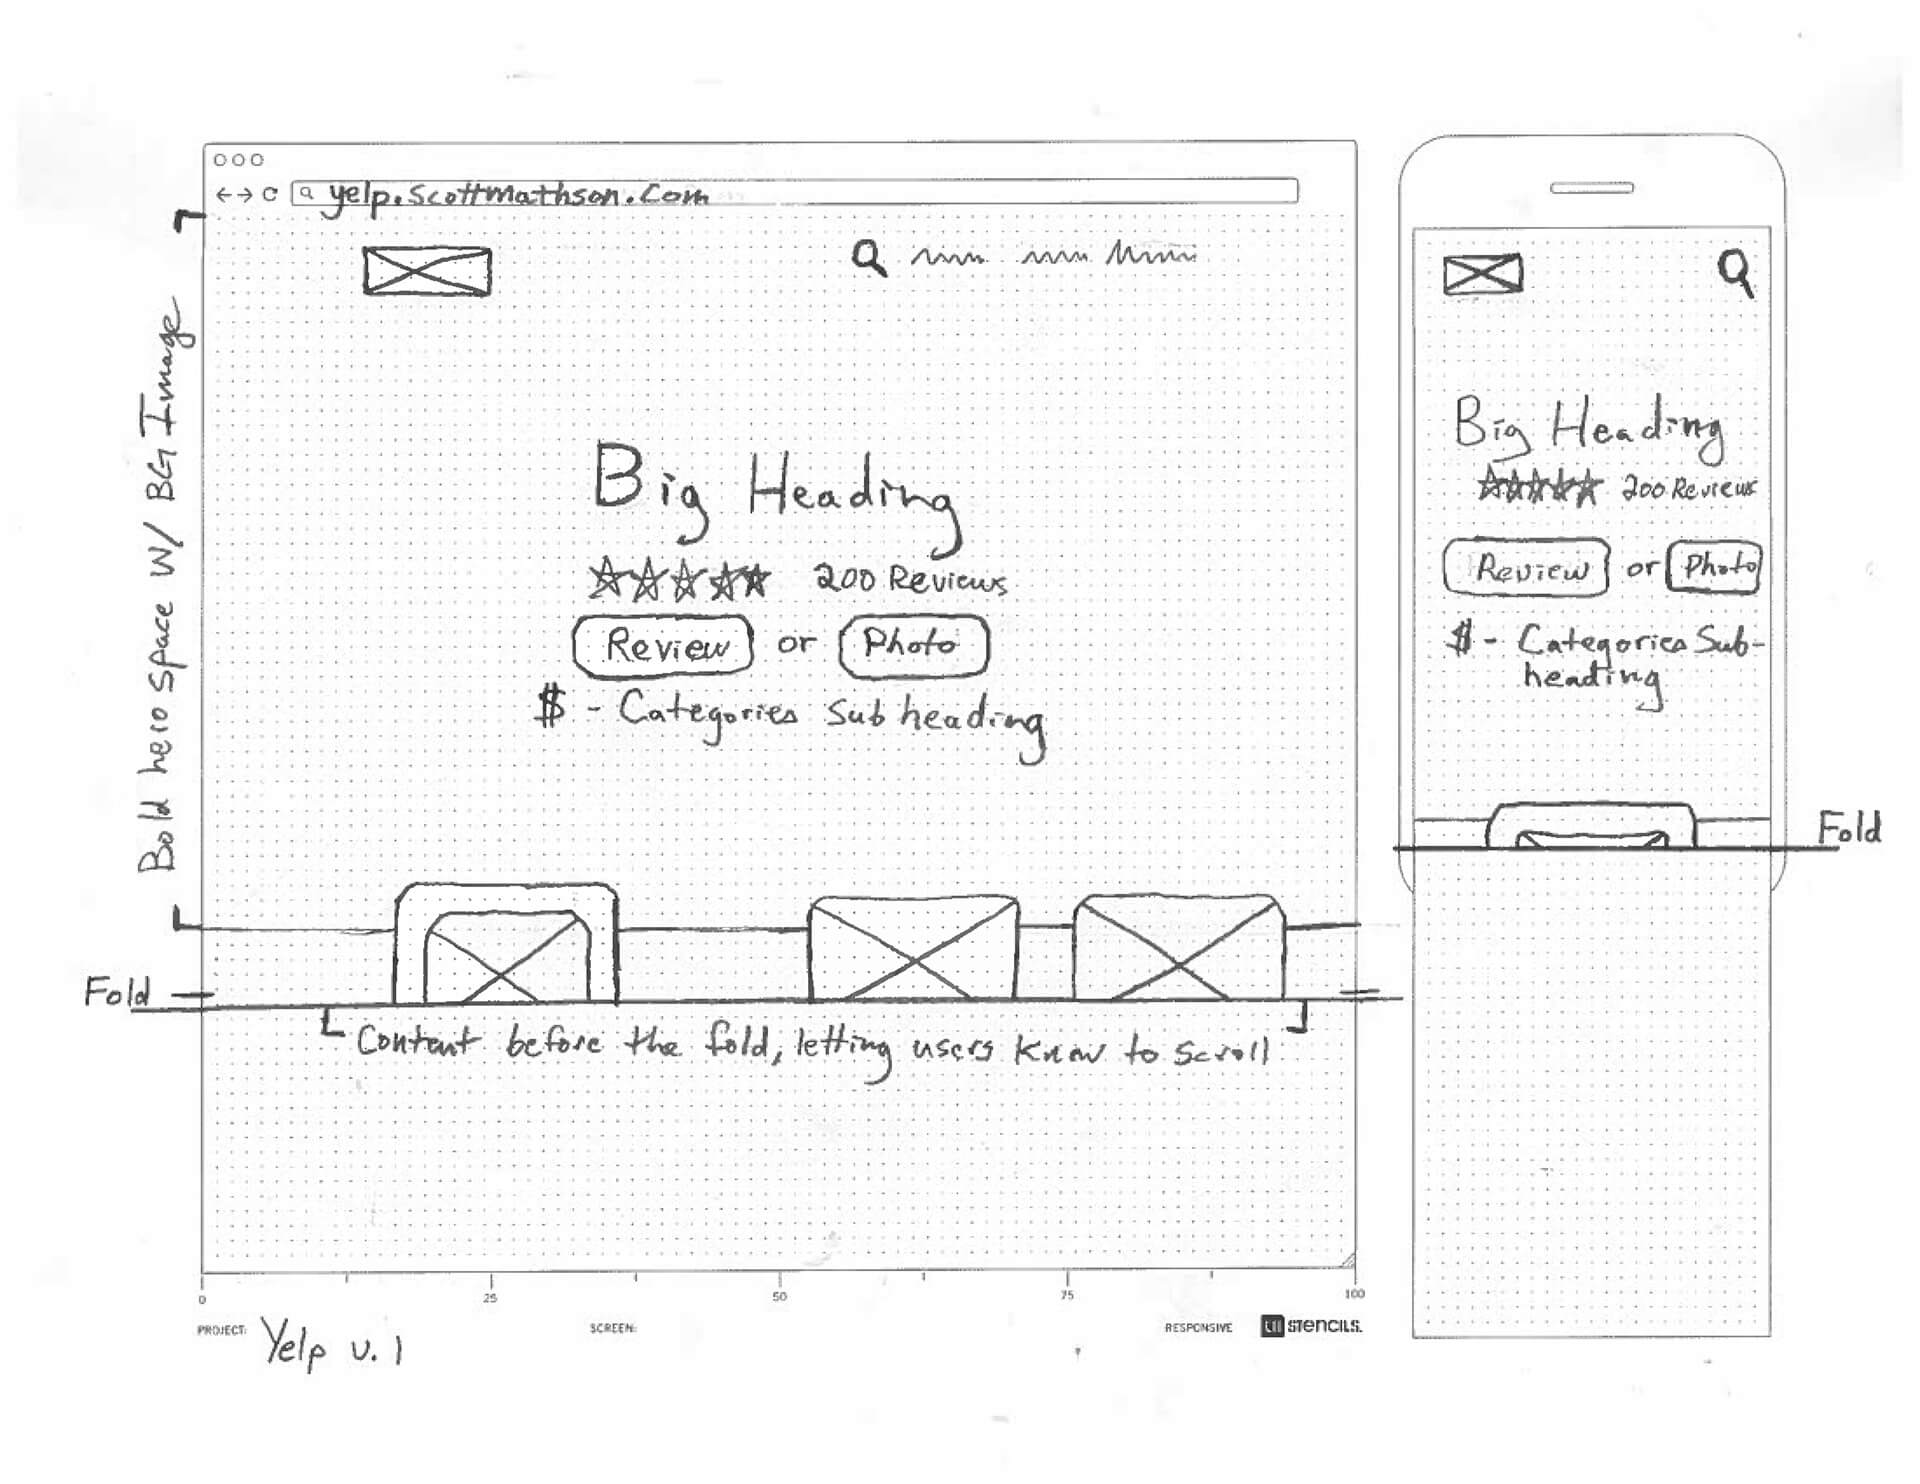 yelp.scottmathson.com
Bold hero space W/ BG Image
Big Heading
200 Reviews
Review or Photo
$ - Categories Sub heading
Fold
Content before the fold, letting users know to scroll
0 25 50 75 100
PROJECT: Yelp v.1
SCREEN:
RESPONSIVE
UI STENCILS.
Big Heading
200 Reviews
Review or Photo
$ - Categories Sub-
heading
Fold